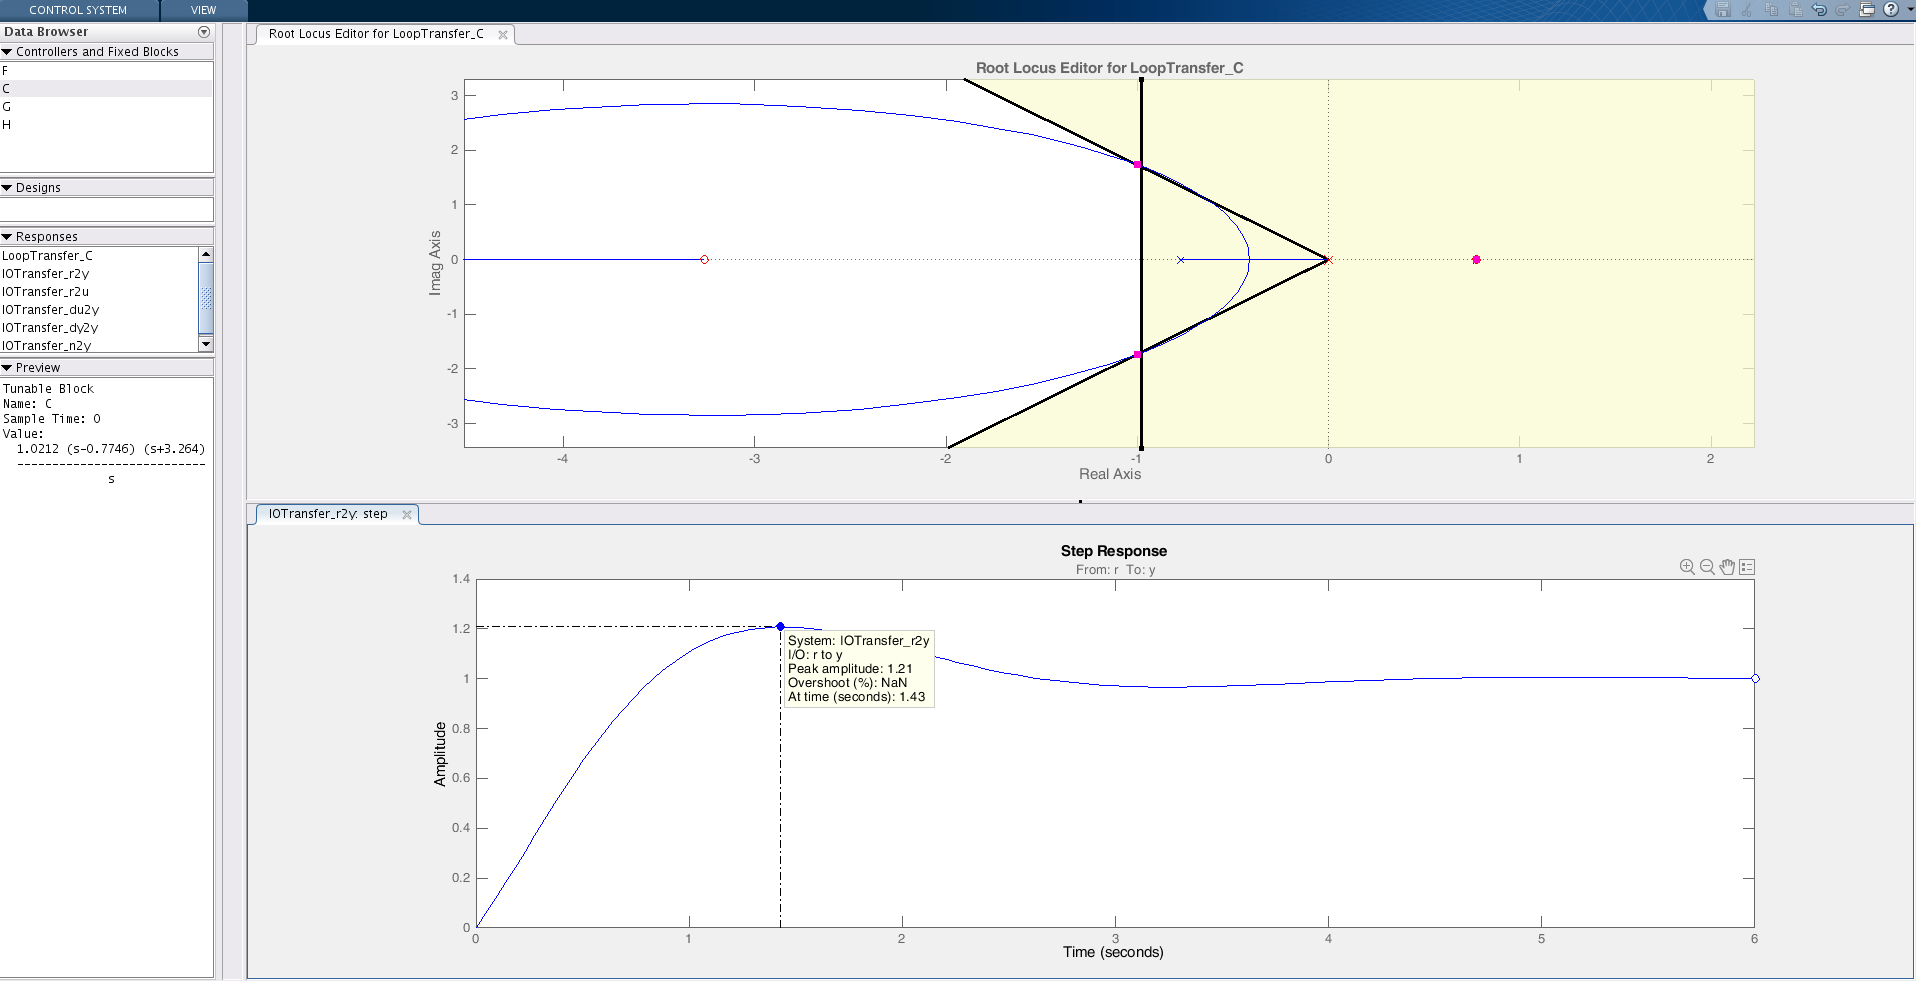 CONTROL SYSTEM
VIEW
Data Browser
Controllers and Fixed Blocks
F
C
G
H
Designs
Responses
LoopTransfer_C
IOTransfer_r2y
IOTransfer_r2u
IOTransfer_du2y
IOTransfer_dy2y
IOTransfer_n2y
Preview
Tunable Block
Name: C
Sample Time: 0
Value:
1.0212 (s-0.7746) (s+3.264)
---------------------------
s
Root Locus Editor for LoopTransfer_C
Root Locus Editor for LoopTransfer_C
3
2
1
0
-1
-2
-3
Imag Axis
-4
-3
-2
-1
0
1
2
Real Axis
IOTransfer_r2y: step
Step Response
From: r To: y
1.4
1.2
1
0.8
0.6
0.4
0.2
0
Amplitude
System: IOTransfer_r2y
I/O: r to y
Peak amplitude: 1.21
Overshoot (%): NaN
At time (seconds): 1.43
0
1
2
3
4
5
6
Time (seconds)